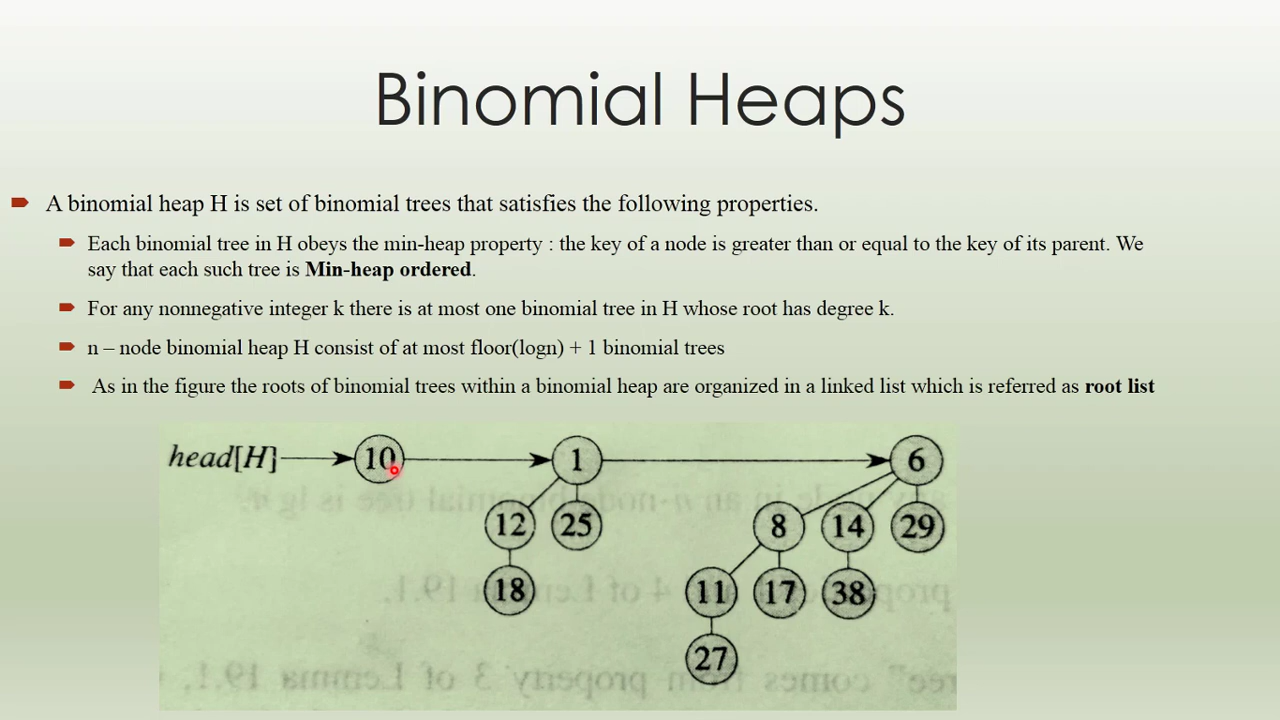 Binomial Heaps
A binomial heap H is set of binomial trees that satisfies the following properties.
Each binomial tree in H obeys the min-heap property : the key of a node is greater than or equal to the key of its parent. We
say that each such tree is Min-heap ordered.
For any nonnegative integer k there is at most one binomial tree in H whose root has degree k.
n – node binomial heap H consist of at most floor(logn) + 1 binomial trees
As in the figure the roots of binomial trees within a binomial heap are organized in a linked list which is referred as root list
head[H] 10 1 6
12 25 8 14 29
18 11 17 38
27